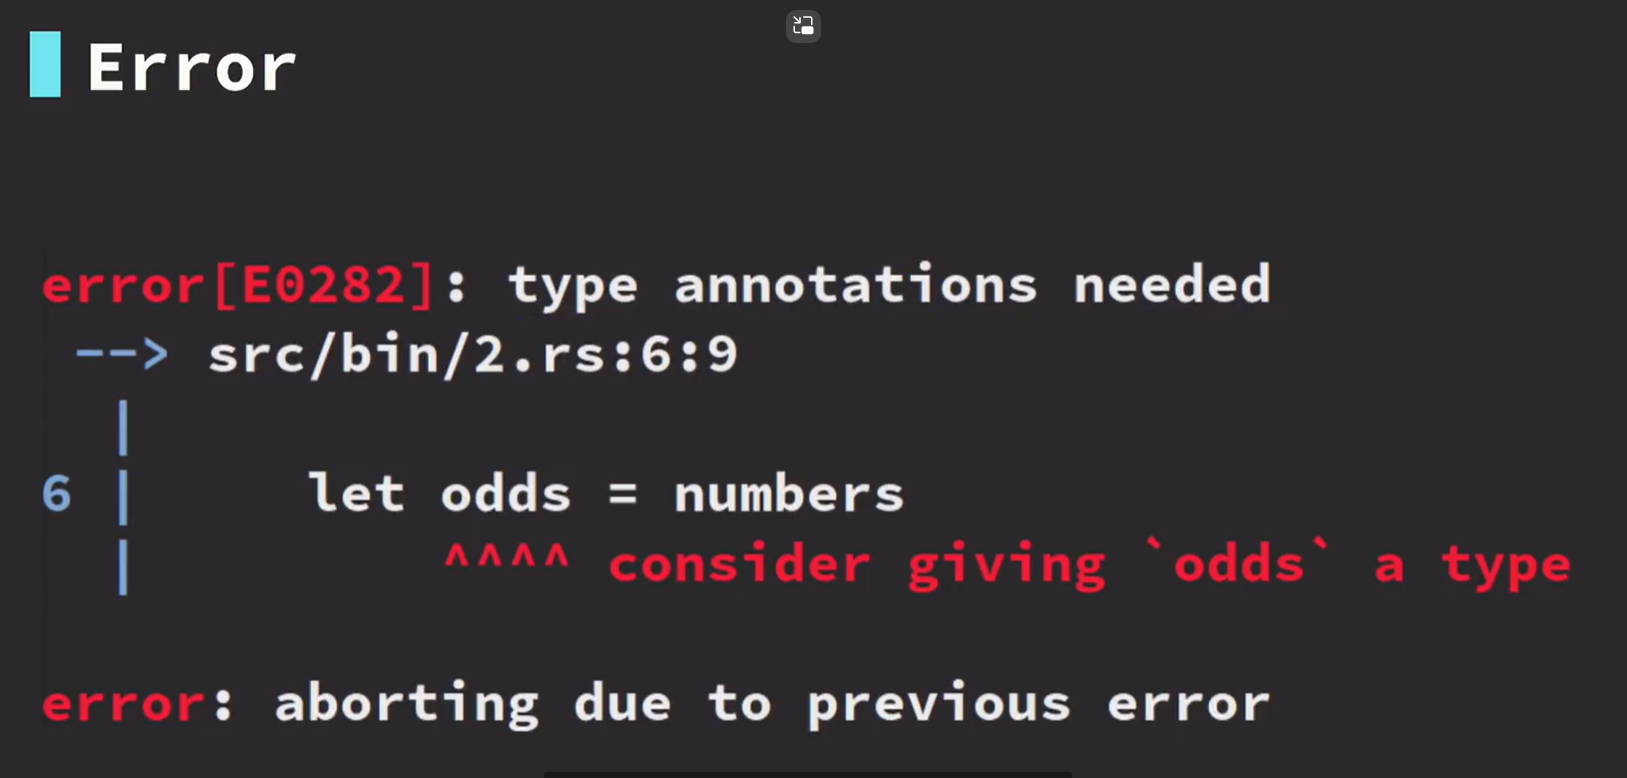 Error
error[E0282]: type annotations needed
--> src/bin/2.rs:6:9
|
6 | let odds = numbers
| ^^^^ consider giving `odds` a type
error: aborting due to previous error